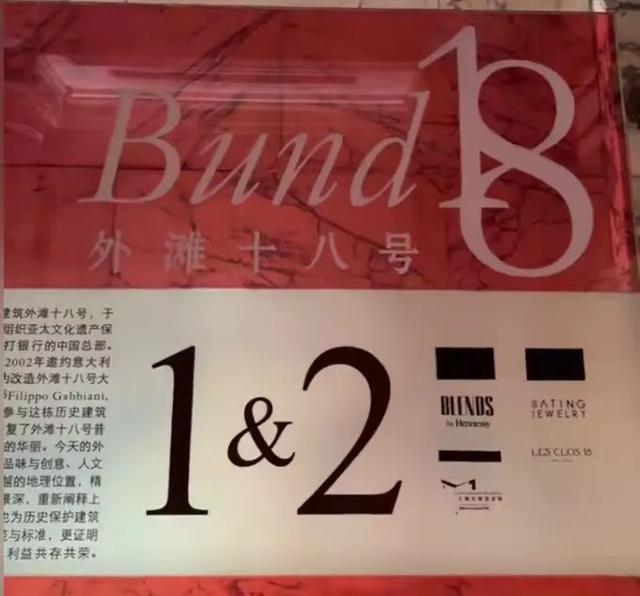 Bund 18
外滩十八号
建筑外滩十八号，于
组织亚太文化遗产保
打银行的中国总部。
2002年邀约意大利
改造外滩十八号大
Filippo Gabbiani,
参与这栋历史建筑
复了外滩十八号昔
的华丽。今天的外
品味与创意、人文
的地理位置，精
景深，重新阐释上
也为历史保护建筑
与标准，更证明
利益共存共荣。
1&2
BLENDS
by Hennessy
JEWELRY
LES CLOS 18